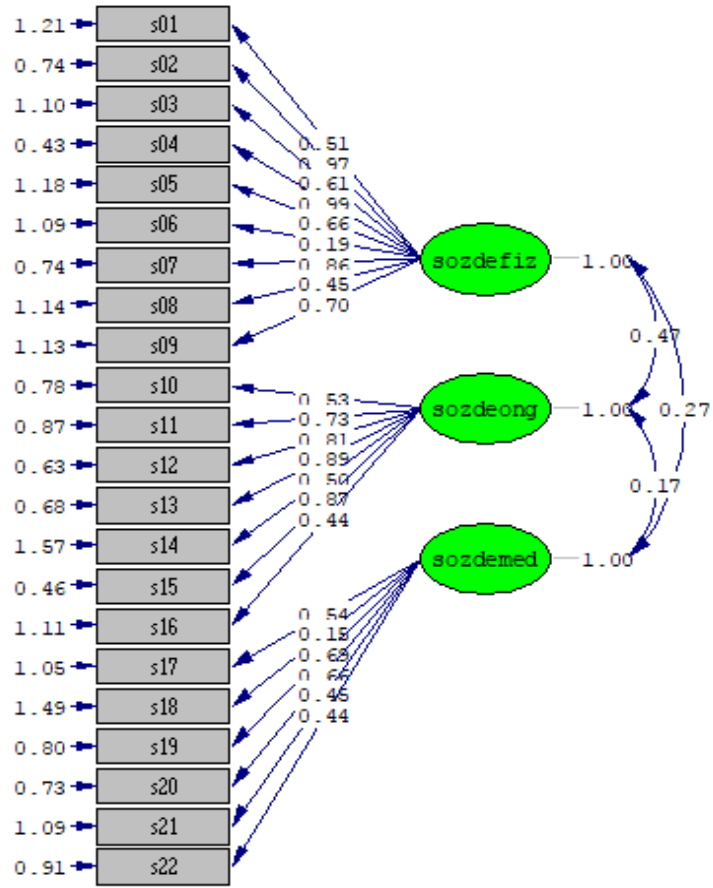 1.21 s01
0.74 s02
1.10 s03
0.43 s04
1.18 s05
1.09 s06
0.74 s07
1.14 s08
1.13 s09
0.78 s10
0.87 s11
0.63 s12
0.68 s13
1.57 s14
0.46 s15
1.11 s16
1.05 s17
1.49 s18
0.80 s19
0.73 s20
1.09 s21
0.91 s22
0.51
0.97
0.61
0.99
0.66
0.19
0.86
0.45
0.70
0.53
0.73
0.81
0.89
0.50
0.87
0.44
0.54
0.69
0.66
0.45
0.44
sozdefiz 1.00
sozdeong 1.00
sozdemed 1.00
0.47
0.27
0.17